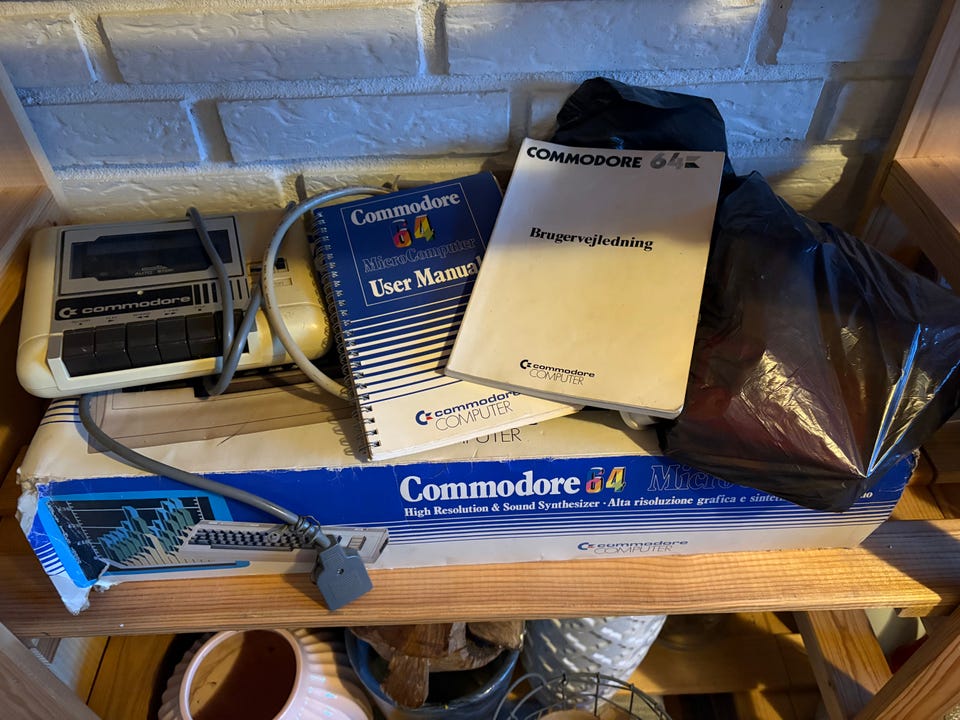 commodore
Commodore
64
MicroComputer
User Manual
commodore
COMPUTER
COMMODORE 64
Brugervejledning
commodore
COMPUTER
Commodore 64
High Resolution & Sound Synthesizer · Alta risoluzione grafica e
commodore
COMPUTER